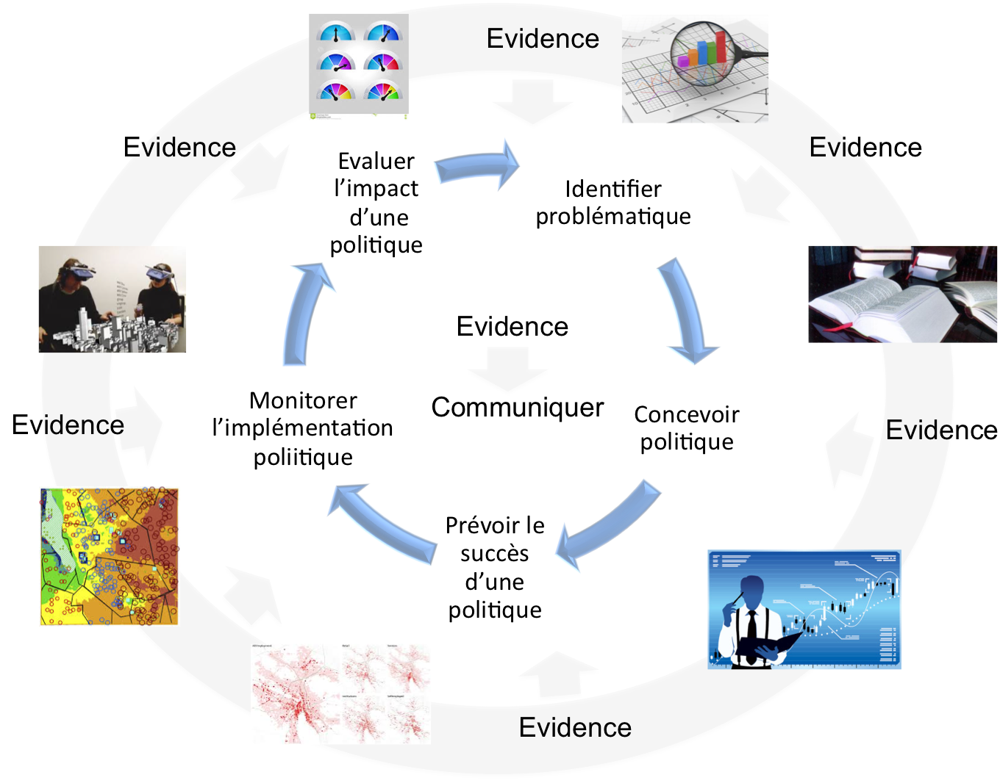 Evidence
Evidence
Evidence
Evaluer
l’impact
d’une
politique
Identifier
problématique
Evidence
Communiquer
Monitorer
l’implémentation
poliitique
Concevoir
politique
Evidence
Evidence
Prévoir le
succès
d’une
politique
Evidence